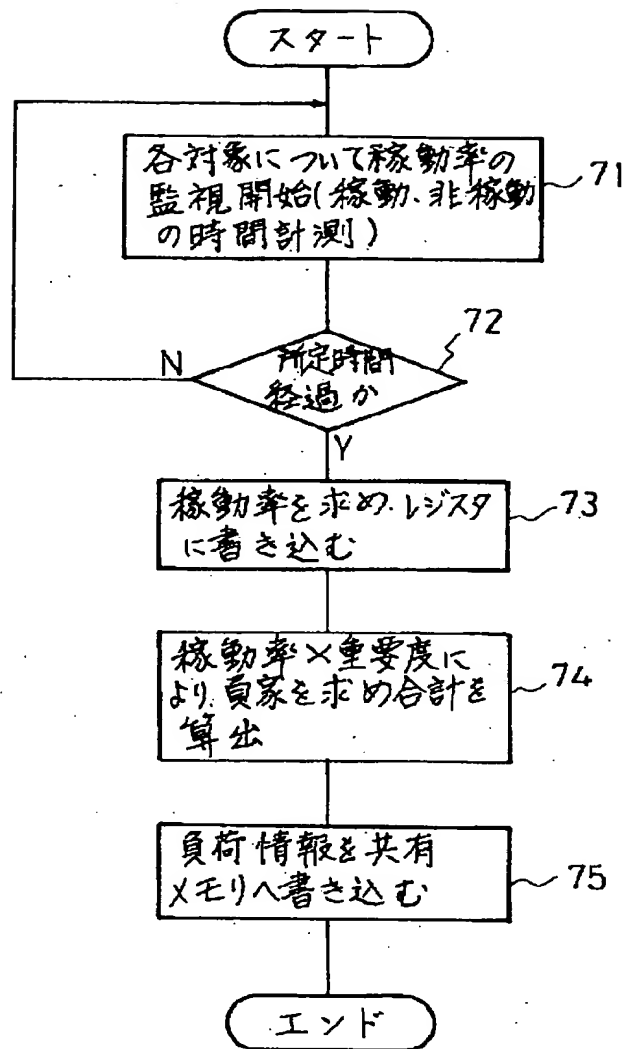 スタート
各対象について稼動率の
監視開始(稼動、非稼動
の時間計測)
71
72
所定時間
経過か
N
Y
稼動率を求め、レジスタ
に書き込む
73
稼動率×重要度に
より、負家を求め合計を
算出
74
負荷情報を共有
メモリへ書き込む
75
エンド